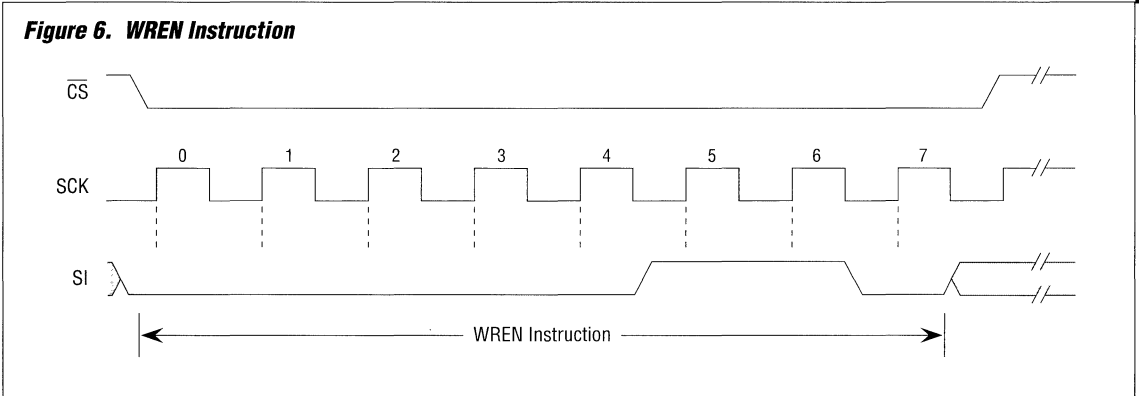 Figure 6. WREN Instruction
CS
0 1 2 3 4 5 6 7
SCK
SI
WREN Instruction